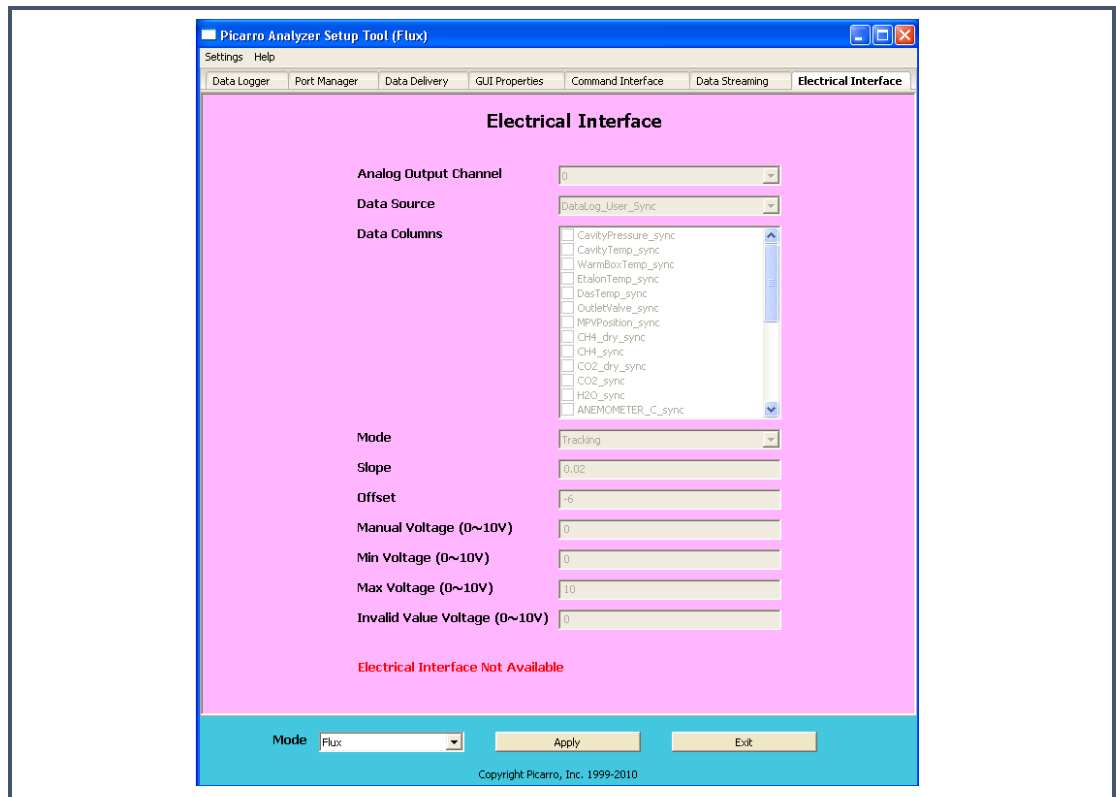 Picarro Analyzer Setup Tool (Flux)
Settings Help
Data Logger Port Manager Data Delivery GUI Properties Command Interface Data Streaming Electrical Interface
Electrical Interface
Analog Output Channel 0
Data Source DataLog_User_Sync
Data Columns CavityPressure_sync
CavityTemp_sync
WarmBoxTemp_sync
EtalonTemp_sync
DasTemp_sync
OutletValve_sync
MPVPosition_sync
CH4_dry_sync
CH4_sync
CO2_dry_sync
CO2_sync
H2O_sync
ANEMOMETER_C_sync
Mode Tracking
Slope 0.02
Offset -6
Manual Voltage (0~10V) 0
Min Voltage (0~10V) 0
Max Voltage (0~10V) 10
Invalid Value Voltage (0~10V) 0
Electrical Interface Not Available
Mode Flux Apply Exit
Copyright Picarro, Inc. 1999-2010